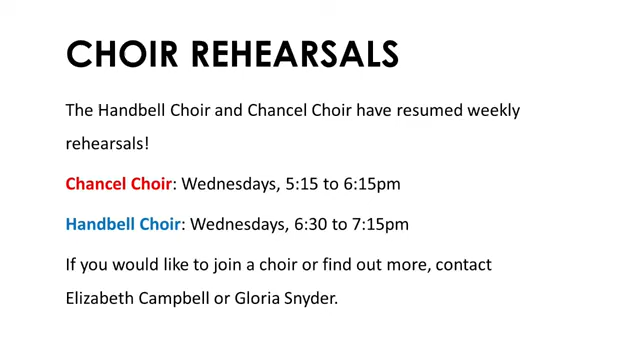 CHOIR REHEARSALS
The Handbell Choir and Chancel Choir have resumed weekly
rehearsals!
Chancel Choir: Wednesdays, 5:15 to 6:15pm
Handbell Choir: Wednesdays, 6:30 to 7:15pm
If you would like to join a choir or find out more, contact
Elizabeth Campbell or Gloria Snyder.